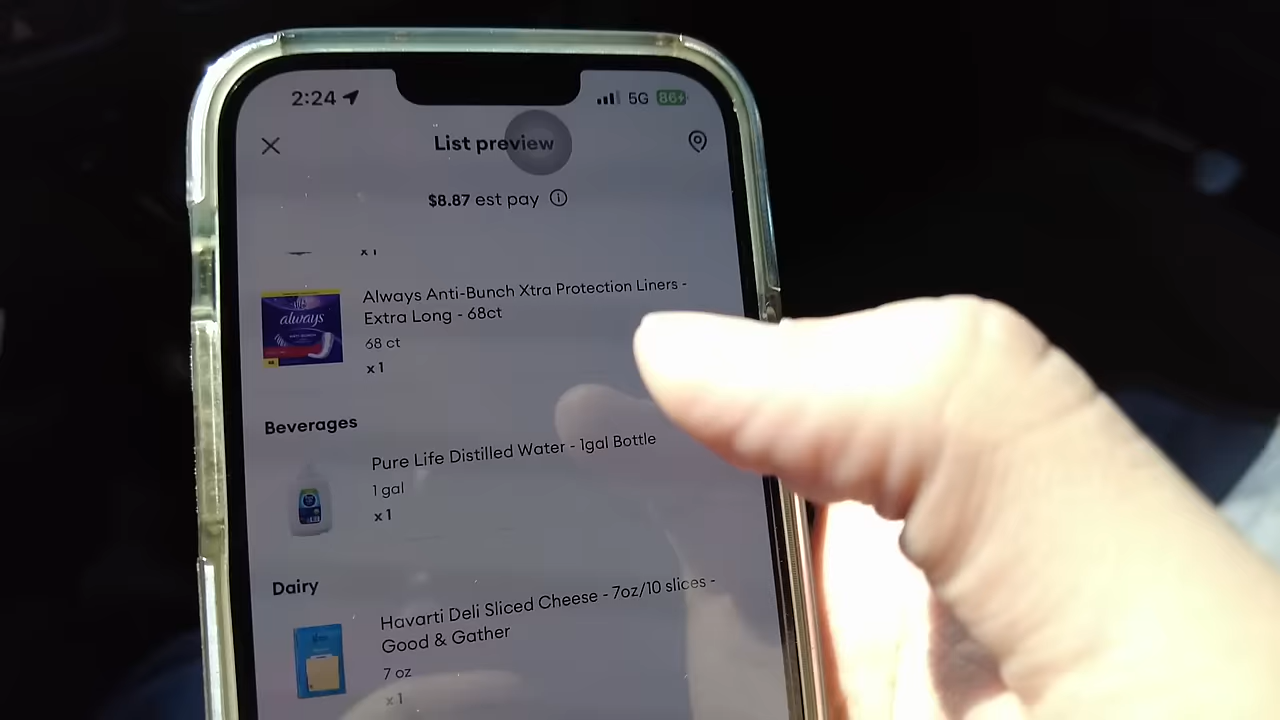 2:24
5G 86
List preview
$8.87 est pay
x 1
Always Anti-Bunch Xtra Protection Liners -
Extra Long - 68ct
always
68 ct
x 1
Beverages
Pure Life Distilled Water - 1gal Bottle
1 gal
x 1
Dairy
Havarti Deli Sliced Cheese - 7oz/10 slices -
Good & Gather
7 oz
x 1